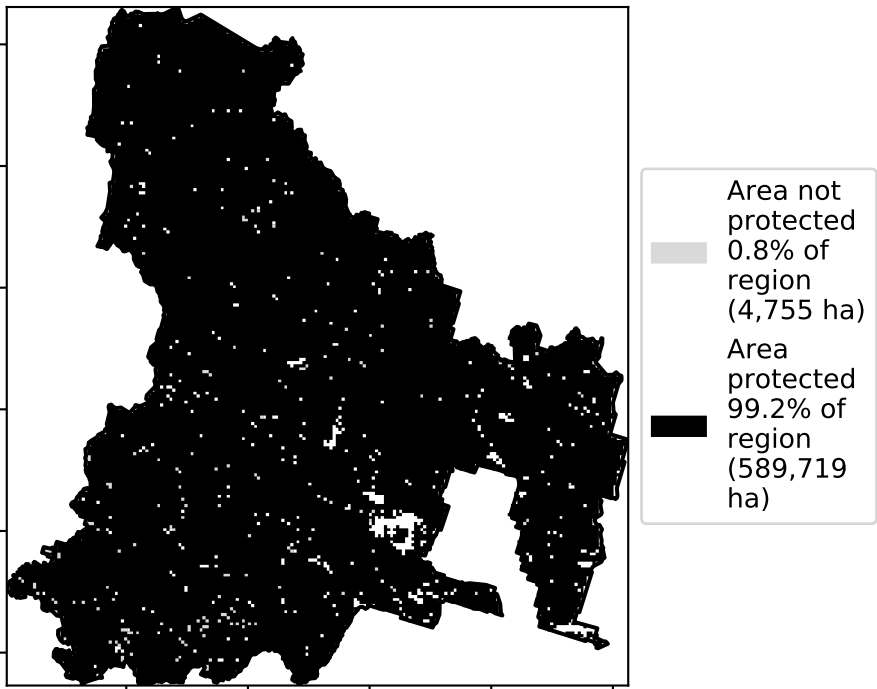 Area not
protected
0.8% of
region
(4,755 ha)
Area
protected
99.2% of
region
(589,719
ha)